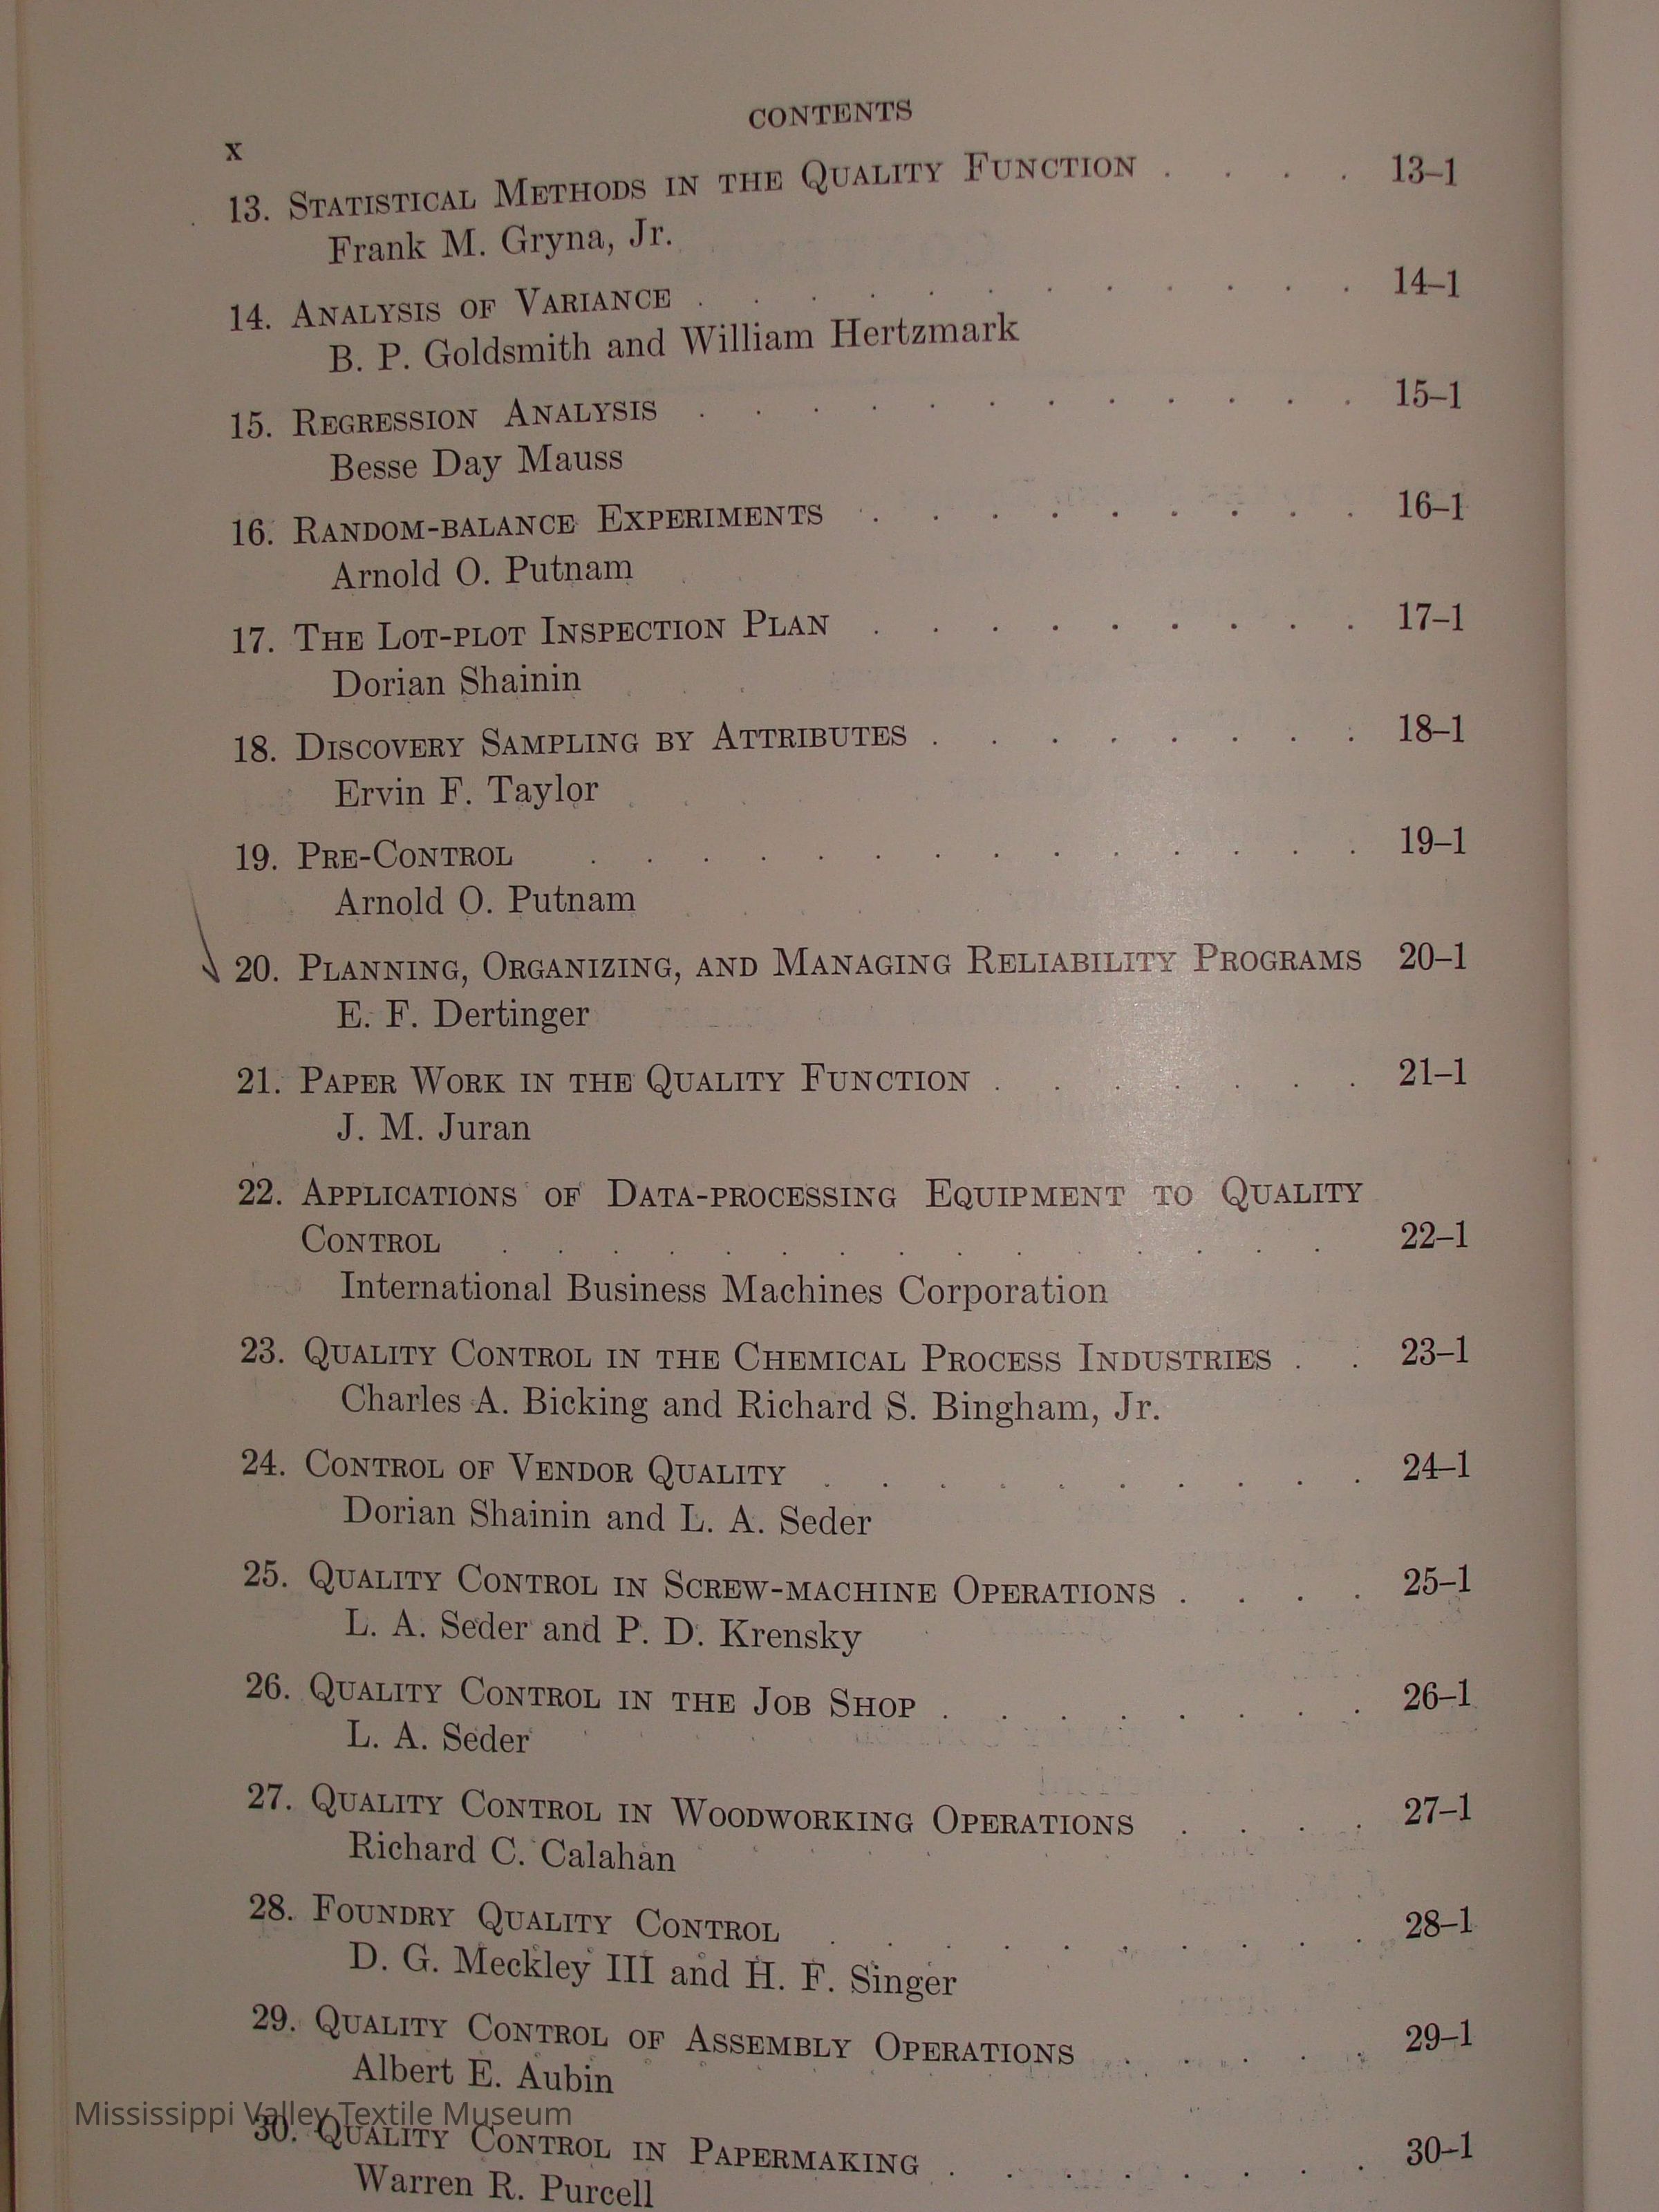 CONTENTS
x
13. STATISTICAL METHODS IN THE QUALITY FUNCTION . . . . 13–1
Frank M. Gryna, Jr.
14. ANALYSIS OF VARIANCE . . . . . . . . . . . . 14–1
B. P. Goldsmith and William Hertzmark
15. REGRESSION ANALYSIS . . . . . . . . . . . . 15–1
Besse Day Mauss
16. RANDOM-BALANCE EXPERIMENTS . . . . . . . . . 16–1
Arnold O. Putnam
17. THE LOT-PLOT INSPECTION PLAN . . . . . . . . . 17–1
Dorian Shainin
18. DISCOVERY SAMPLING BY ATTRIBUTES . . . . . . . . 18–1
Ervin F. Taylor
19. PRE-CONTROL . . . . . . . . . . . . . . 19–1
Arnold O. Putnam
20. PLANNING, ORGANIZING, AND MANAGING RELIABILITY PROGRAMS 20–1
E. F. Dertinger
21. PAPER WORK IN THE QUALITY FUNCTION . . . . . . . 21–1
J. M. Juran
22. APPLICATIONS OF DATA-PROCESSING EQUIPMENT TO QUALITY
CONTROL . . . . . . . . . . . . . . . 22–1
International Business Machines Corporation
23. QUALITY CONTROL IN THE CHEMICAL PROCESS INDUSTRIES . . 23–1
Charles A. Bicking and Richard S. Bingham, Jr.
24. CONTROL OF VENDOR QUALITY . . . . . . . . . . 24–1
Dorian Shainin and L. A. Seder
25. QUALITY CONTROL IN SCREW-MACHINE OPERATIONS . . . . 25–1
L. A. Seder and P. D. Krensky
26. QUALITY CONTROL IN THE JOB SHOP . . . . . . . . 26–1
L. A. Seder
27. QUALITY CONTROL IN WOODWORKING OPERATIONS . . . . 27–1
Richard C. Calahan
28. FOUNDRY QUALITY CONTROL . . . . . . . . . . 28–1
D. G. Meckley III and H. F. Singer
29. QUALITY CONTROL OF ASSEMBLY OPERATIONS . . . . . 29–1
Albert E. Aubin
Mississippi Valley Textile Museum
30. QUALITY CONTROL IN PAPERMAKING . . . . . . . . 30–1
Warren R. Purcell